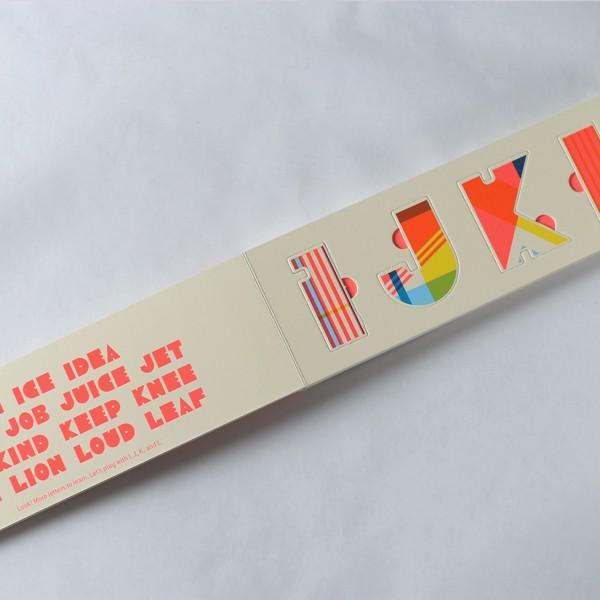 ICE IDEA
JOB JUICE JET
KIND KEEP KNEE
LION LOUD LEAF
Look! More letters to learn. Let's play with I, J, K, and L.
I J K